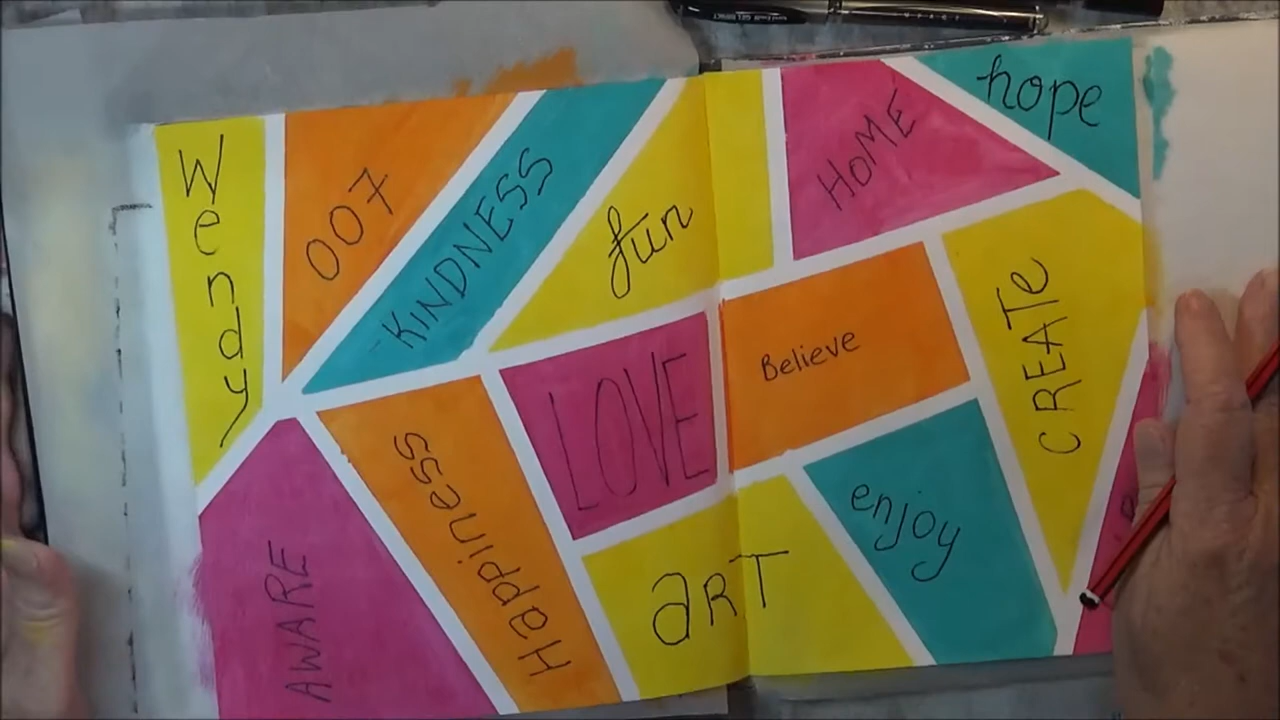 Wendy
007
KINDNESS
fun
HOME
hope
LOVE
Believe
CREATe
AWARE
Happiness
ART
enjoy